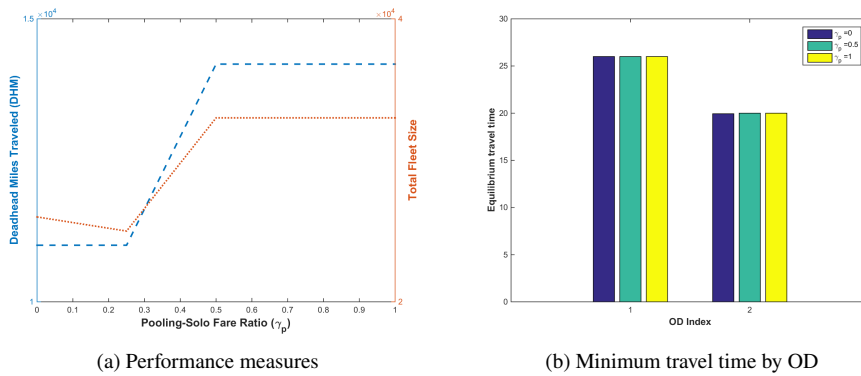 1.5 ×10⁴
×10⁴ 4
Deadhead Miles Traveled (DHM)
Total Fleet Size
1
2
0 0.1 0.2 0.3 0.4 0.5 0.6 0.7 0.8 0.9 1
Pooling-Solo Fare Ratio (γp)
(a) Performance measures
30
25
20
15
10
5
0
Equilibrium travel time
γp =0
γp =0.5
γp =1
1 2
OD Index
(b) Minimum travel time by OD